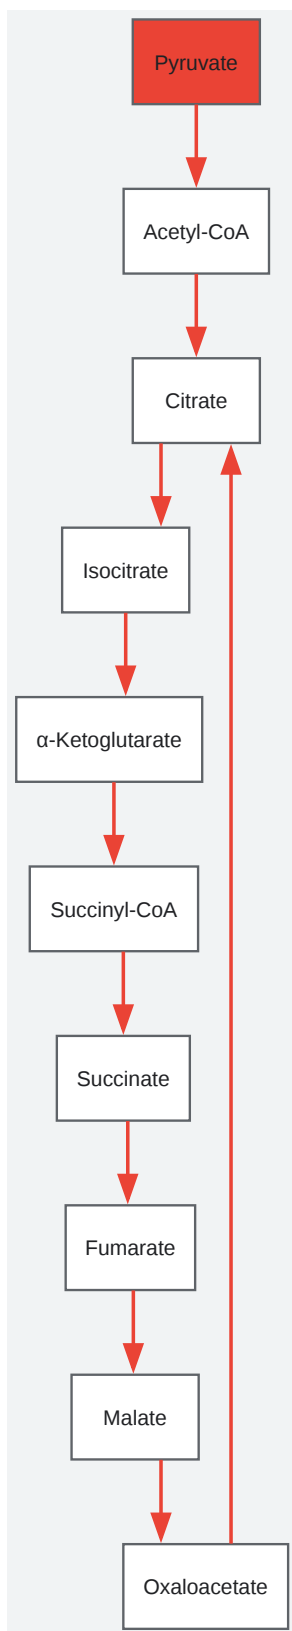 Pyruvate
Acetyl-CoA
Citrate
Isocitrate
α-Ketoglutarate
Succinyl-CoA
Succinate
Fumarate
Malate
Oxaloacetate